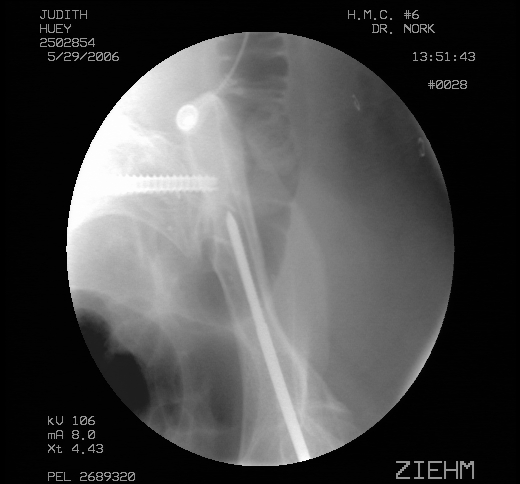 JUDITH
HUEY
2502854
5/29/2006
H.M.C. #6
DR. NORK
13:51:43
#0028
kV 106
mA 8.0
Xt 4.43
PEL 2689320
ZIEHM